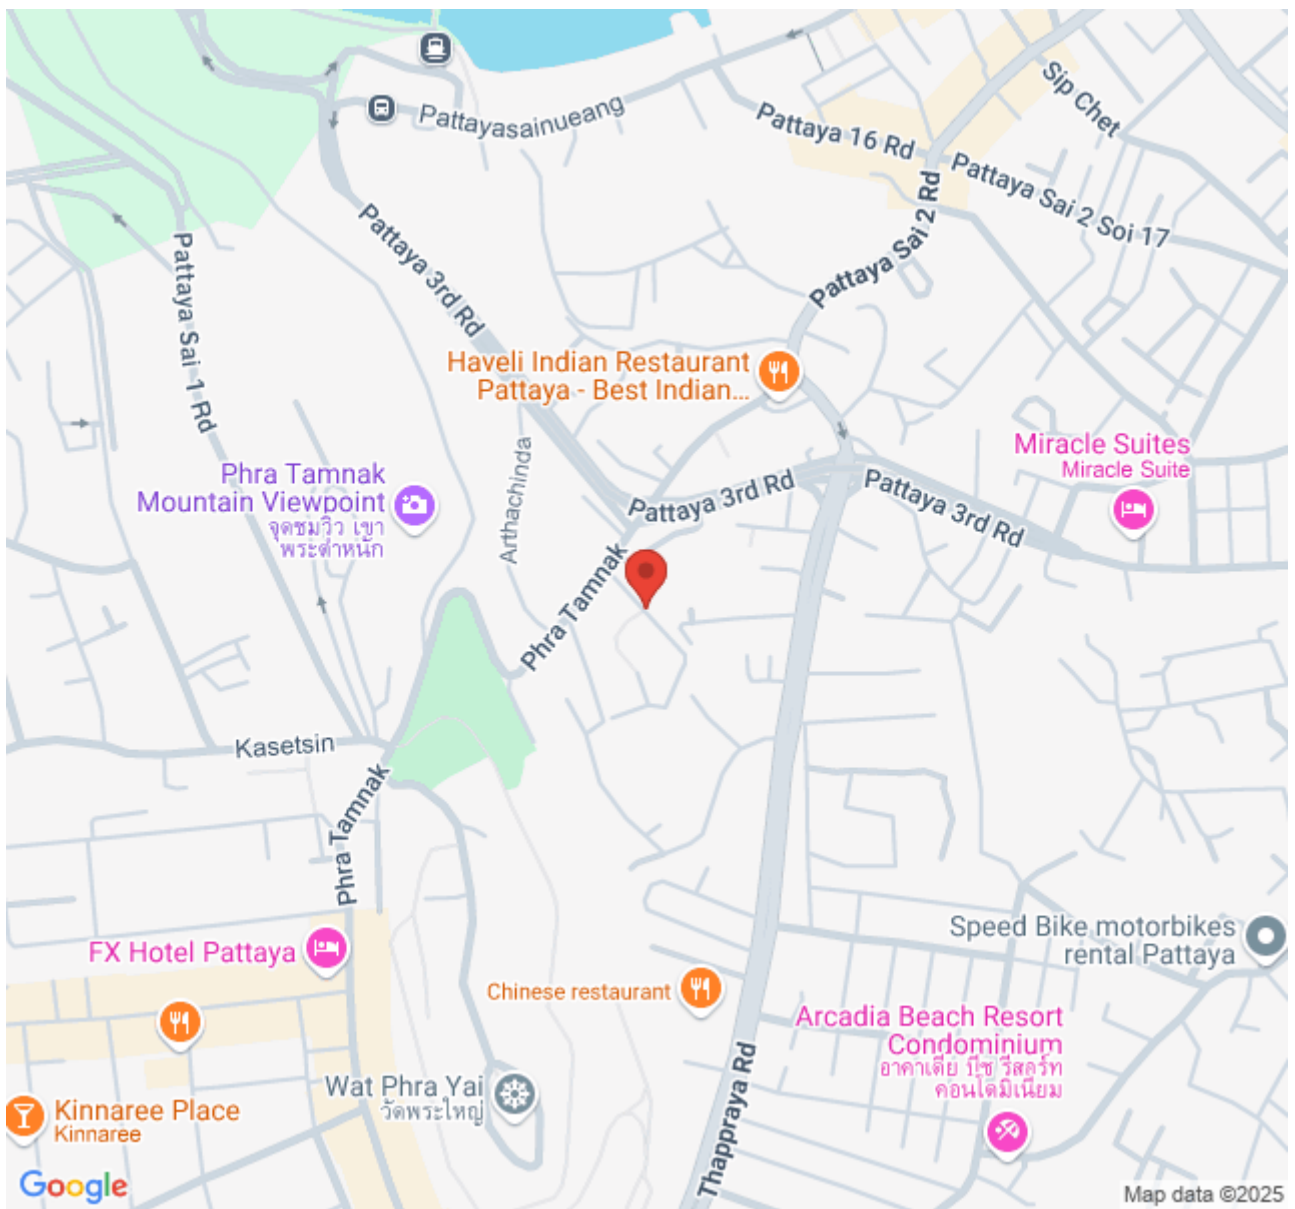 Pattayasainueang
Sip Chet
Pattaya 16 Rd
Pattaya Sai 2 Soi 17
Pattaya Sai 2 Rd
Pattaya 3rd Rd
Pattaya Sai 1 Rd
Haveli Indian Restaurant
Pattaya - Best Indian...
Miracle Suites
Miracle Suite
Phra Tamnak
Mountain Viewpoint
จุดชมวิว เขา
พระตำหนัก
Arthachinda
Pattaya 3rd Rd
Pattaya 3rd Rd
Phra Tamnak
Kasetsin
Phra Tamnak
FX Hotel Pattaya
Speed Bike motorbikes
rental Pattaya
Chinese restaurant
Arcadia Beach Resort
Condominium
อาคาเดีย บีช รีสอร์ท
คอนโดมิเนียม
Wat Phra Yai
วัดพระใหญ่
Kinnaree Place
Kinnaree
Thappraya Rd
Google
Map data ©2025